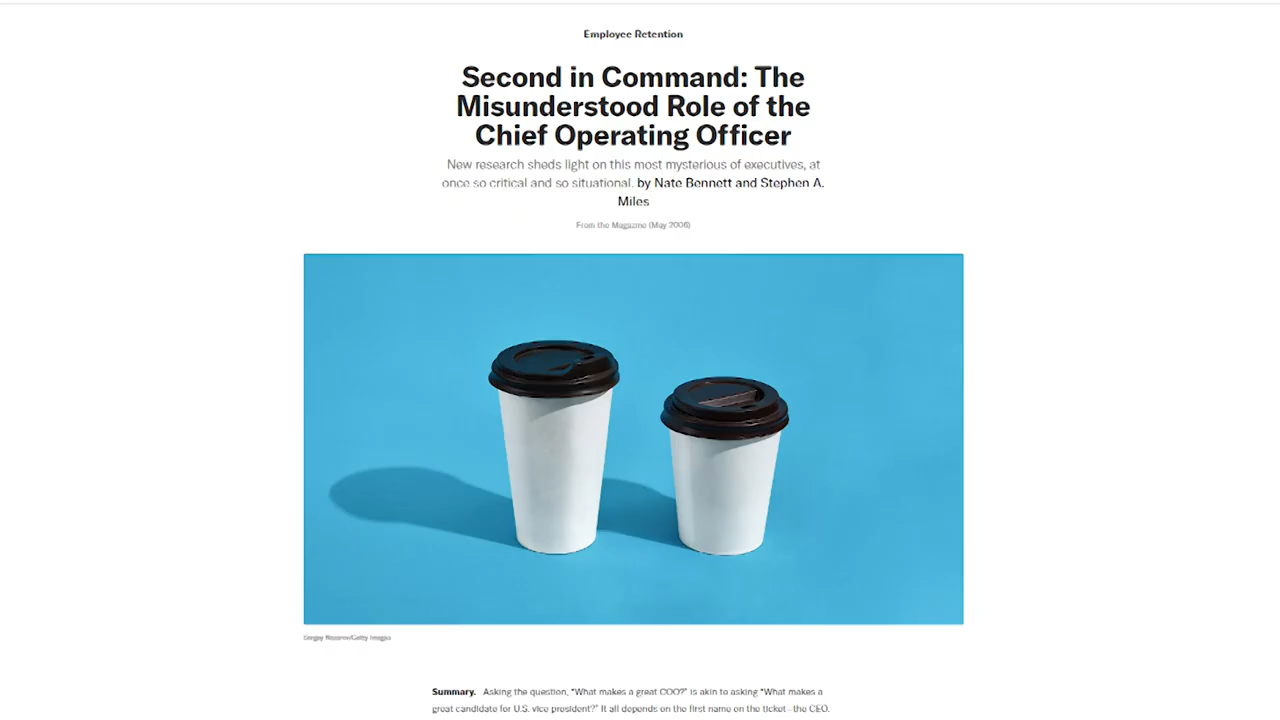 Employee Retention
Second in Command: The
Misunderstood Role of the
Chief Operating Officer
New research sheds light on this most mysterious of executives, at
once so critical and so situational. by Nate Bennett and Stephen A.
Miles
From the Magazine (May 2006)
/Getty Images
Summary. Asking the question, "What makes a great COO?" is akin to asking "What makes a
great candidate for U.S. vice president?" It all depends on the first name on the ticket—the CEO.